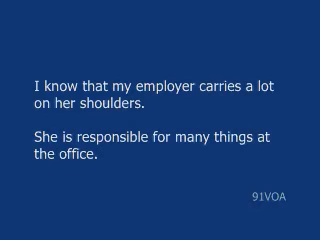 I know that my employer carries a lot
on her shoulders.
She is responsible for many things at
the office.
91VOA